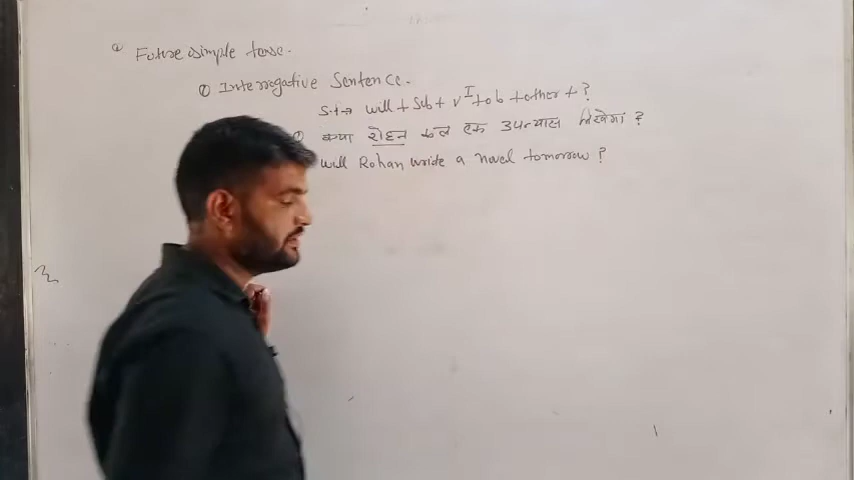 Future simple tense.
① Interrogative Sentence.
S.t → will + Sub + V^I + ob + other + ?
① क्या रोहन कल एक उपन्यास लिखेगा ?
will Rohan write a novel tomorrow ?